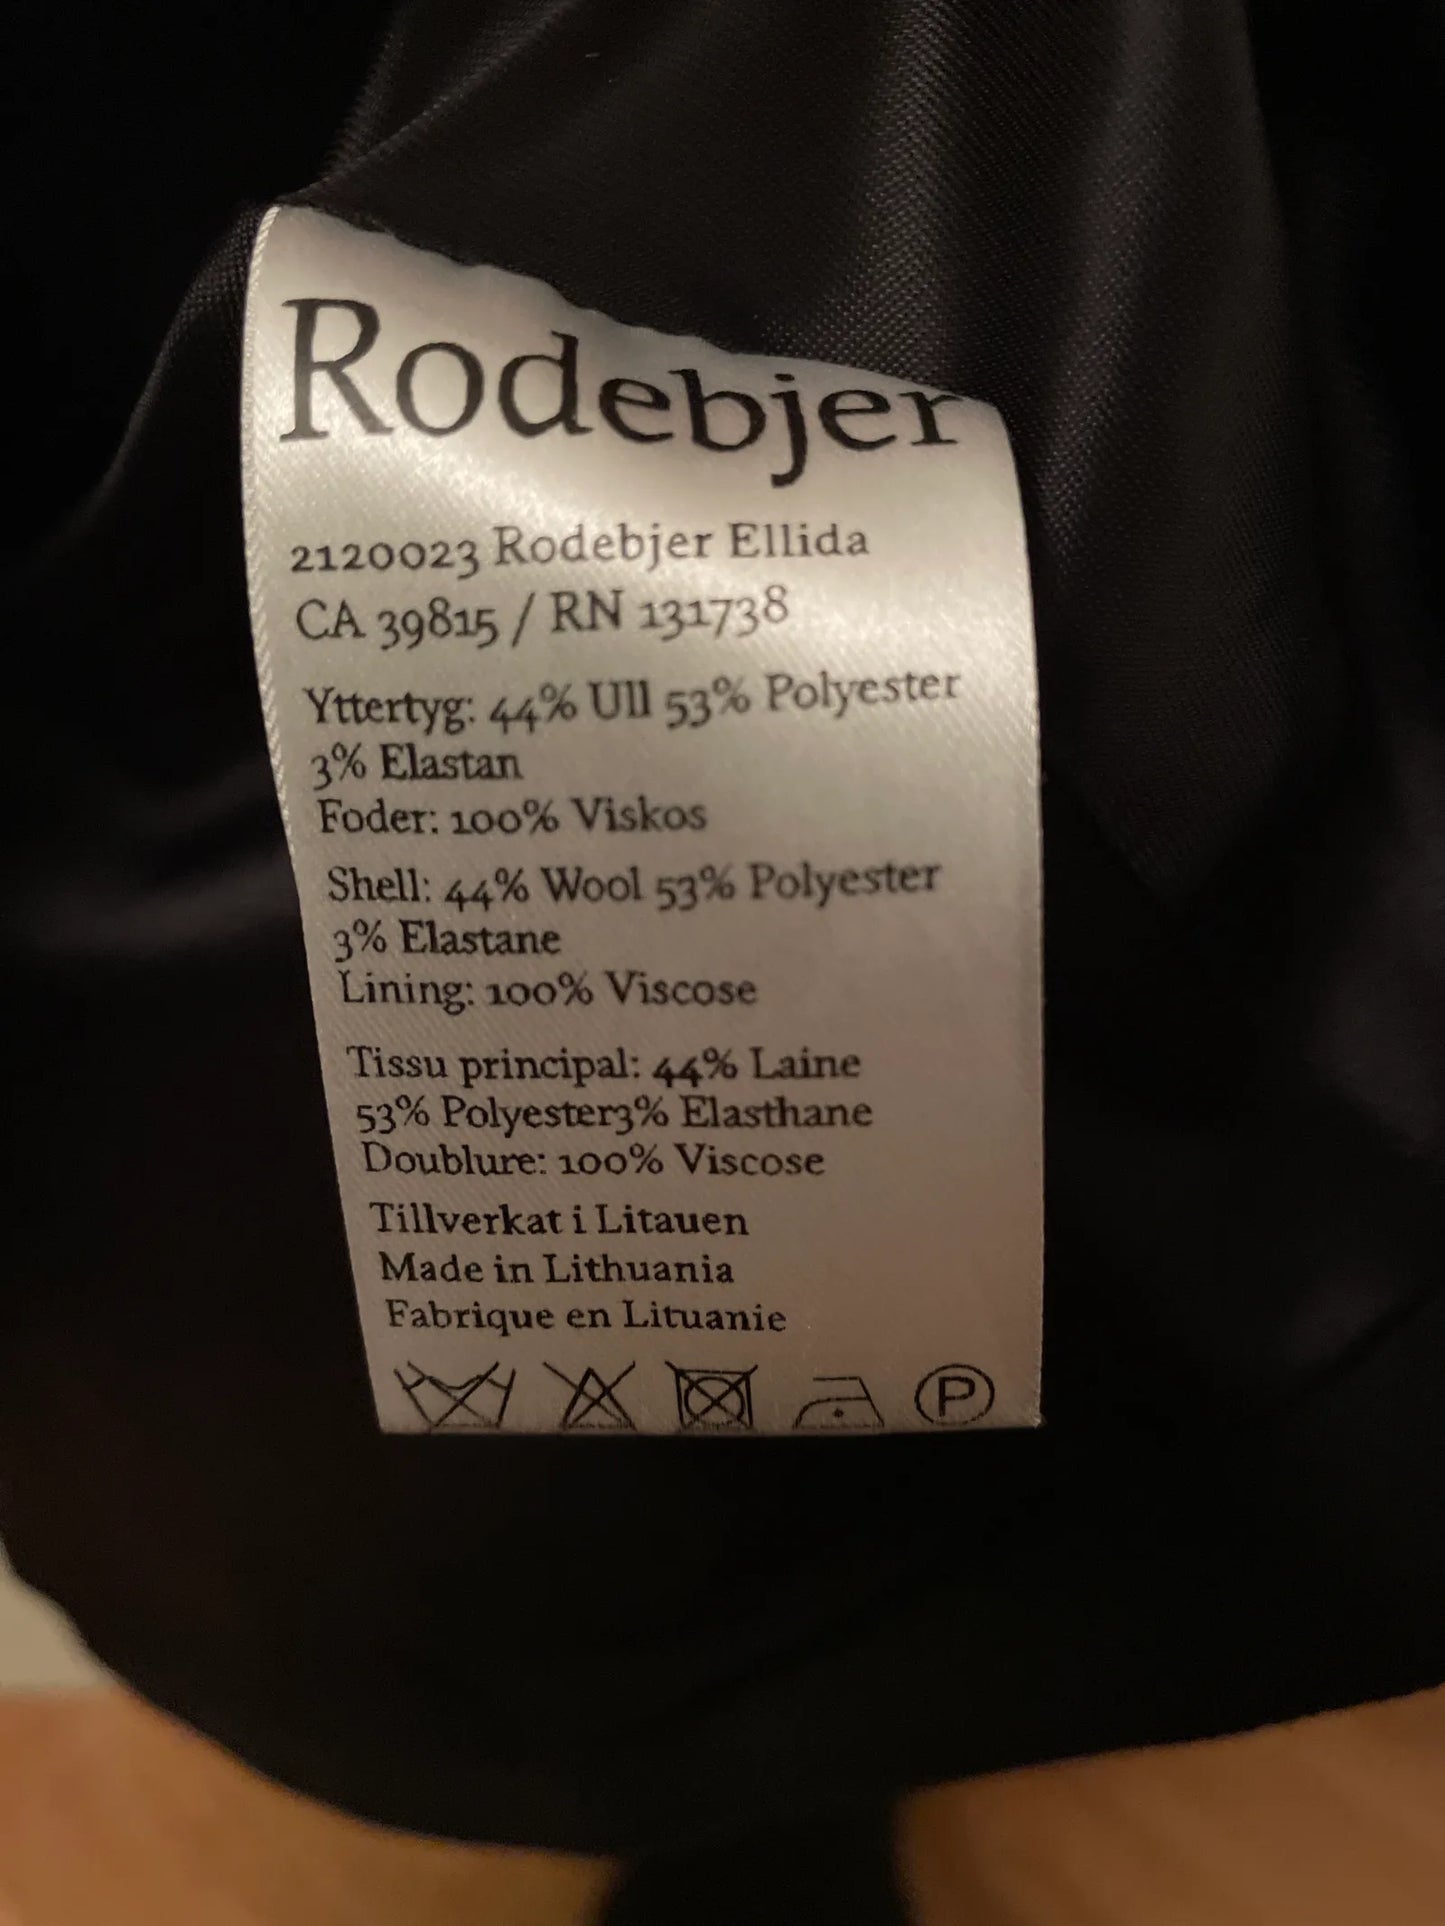 Rodebjer
2120023 Rodebjer Ellida
CA 39815 / RN 131738
Yttertyg: 44% Ull 53% Polyester
3% Elastan
Foder: 100% Viskos
Shell: 44% Wool 53% Polyester
3% Elastane
Lining: 100% Viscose
Tissu principal: 44% Laine
53% Polyester3% Elasthane
Doublure: 100% Viscose
Tillverkat i Litauen
Made in Lithuania
Fabrique en Lituanie
P